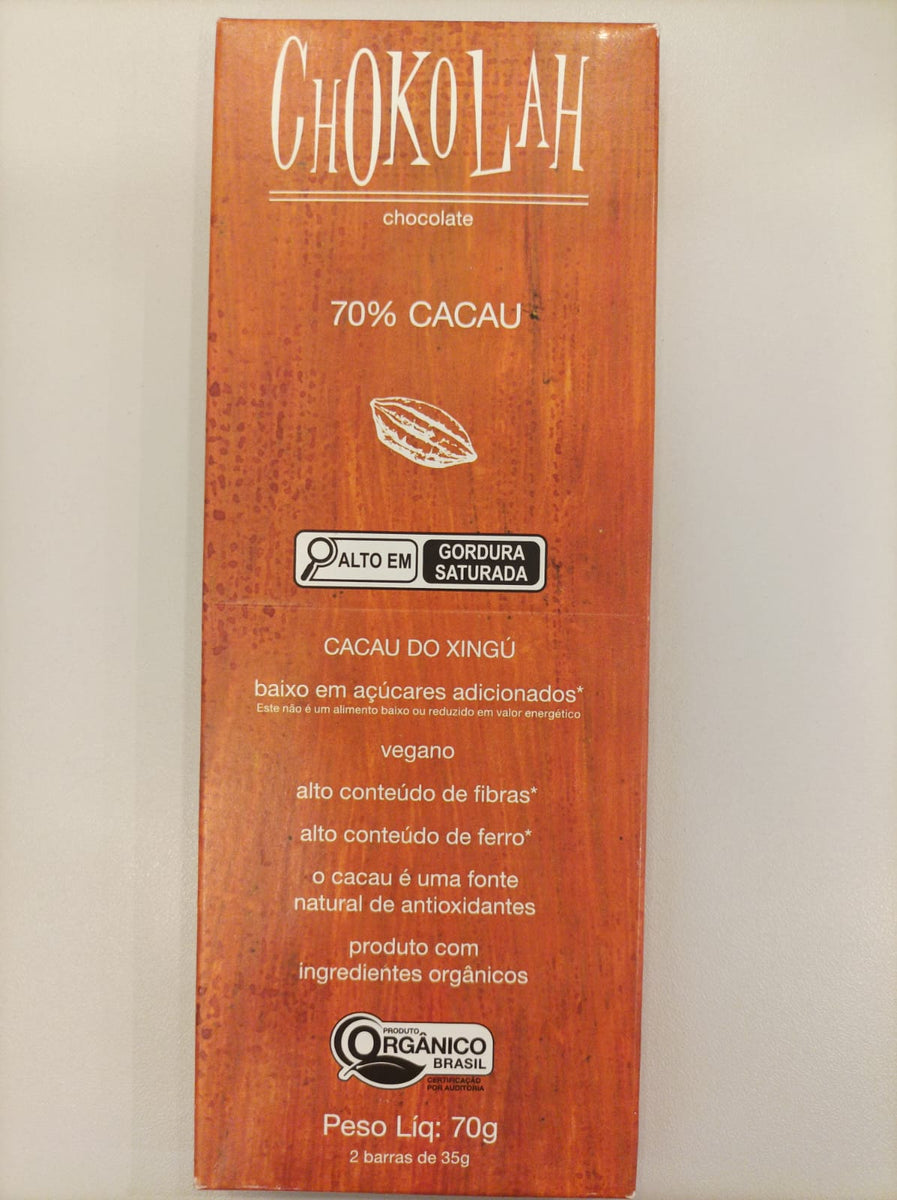 CHOKOLAH
chocolate
70% CACAU
ALTO EM
GORDURA
SATURADA
CACAU DO XINGÚ
baixo em açúcares adicionados*
Este não é um alimento baixo ou reduzido em valor energético
vegano
alto conteúdo de fibras*
alto conteúdo de ferro*
o cacau é uma fonte
natural de antioxidantes
produto com
ingredientes orgânicos
PRODUTO
ORGÂNICO
BRASIL
CERTIFICAÇÃO
POR AUDITORIA
Peso Líq: 70g
2 barras de 35g